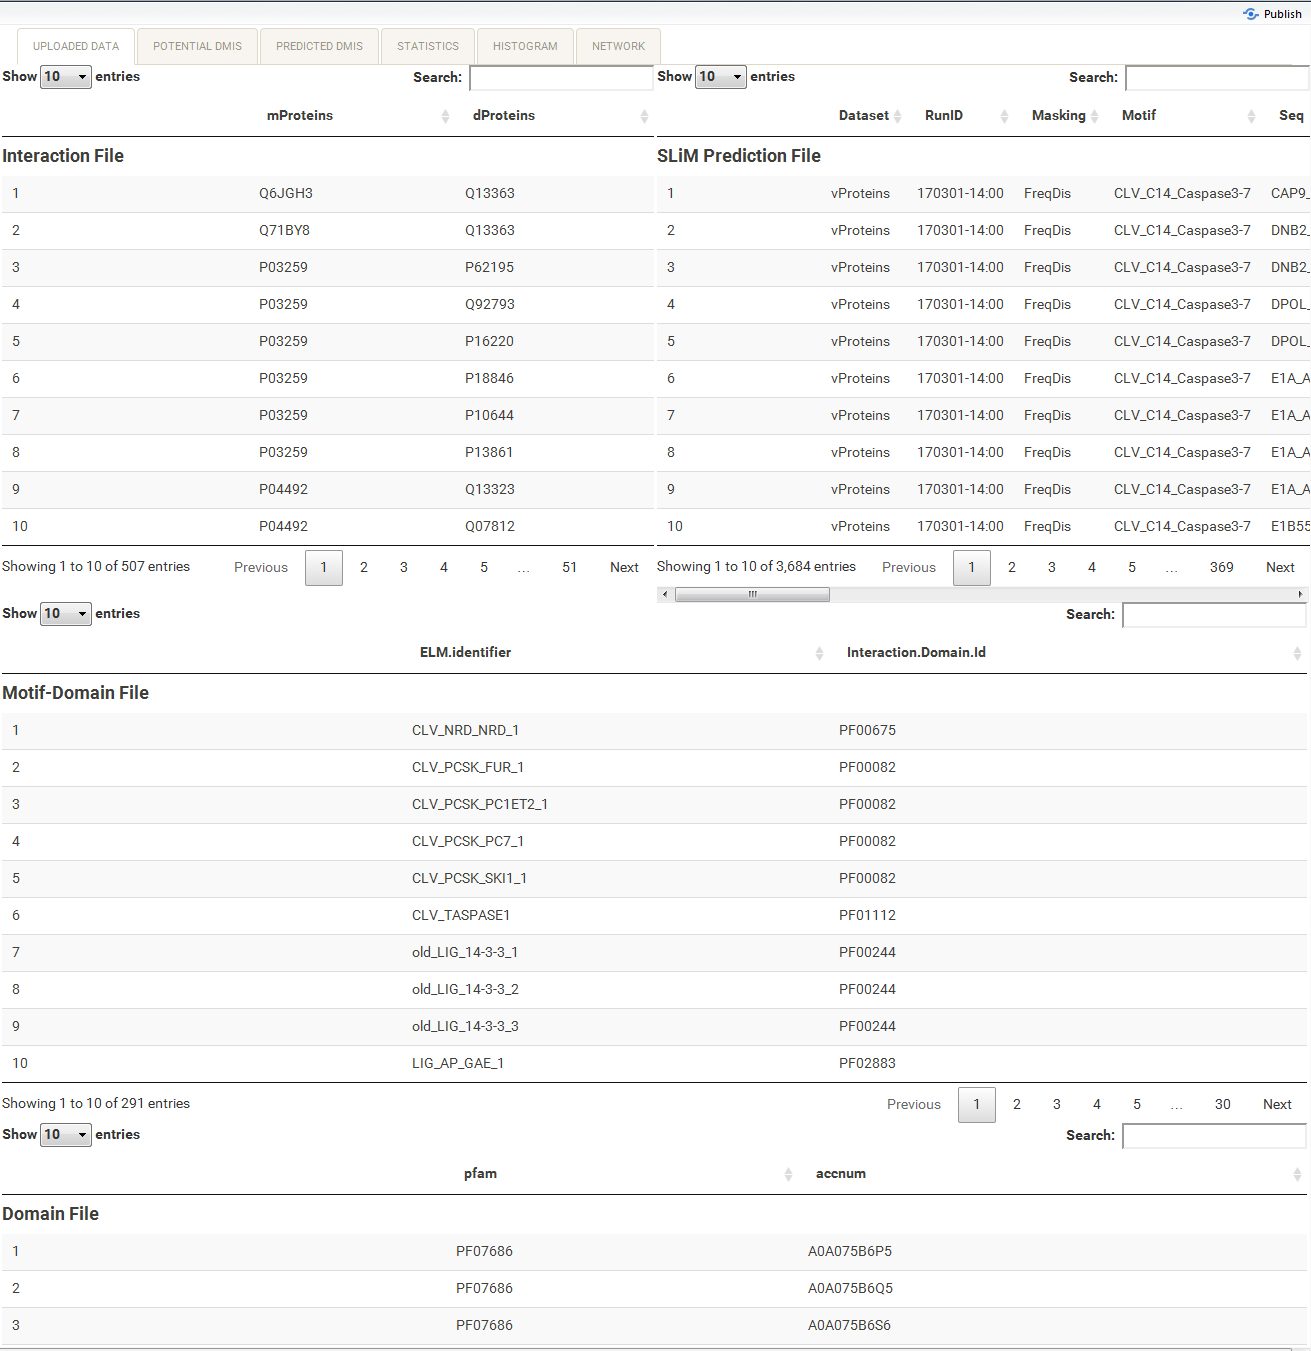 Publish
UPLOADED DATA POTENTIAL DMIS PREDICTED DMIS STATISTICS HISTOGRAM NETWORK
Show 10 entries Search: Show 10 entries Search:
mProteins dProteins Dataset RunID Masking Motif Seq
Interaction File SLiM Prediction File
1 Q6JGH3 Q13363 1 vProteins 170301-14:00 FreqDis CLV_C14_Caspase3-7 CAP9_
2 Q71BY8 Q13363 2 vProteins 170301-14:00 FreqDis CLV_C14_Caspase3-7 DNB2_
3 P03259 P62195 3 vProteins 170301-14:00 FreqDis CLV_C14_Caspase3-7 DNB2_
4 P03259 Q92793 4 vProteins 170301-14:00 FreqDis CLV_C14_Caspase3-7 DPOL_
5 P03259 P16220 5 vProteins 170301-14:00 FreqDis CLV_C14_Caspase3-7 DPOL_
6 P03259 P18846 6 vProteins 170301-14:00 FreqDis CLV_C14_Caspase3-7 E1A_A
7 P03259 P10644 7 vProteins 170301-14:00 FreqDis CLV_C14_Caspase3-7 E1A_A
8 P03259 P13861 8 vProteins 170301-14:00 FreqDis CLV_C14_Caspase3-7 E1A_A
9 P04492 Q13323 9 vProteins 170301-14:00 FreqDis CLV_C14_Caspase3-7 E1A_A
10 P04492 Q07812 10 vProteins 170301-14:00 FreqDis CLV_C14_Caspase3-7 E1B55
Showing 1 to 10 of 507 entries Previous 1 2 3 4 5 ... 51 Next Showing 1 to 10 of 3,684 entries Previous 1 2 3 4 5 ... 369 Next
Show 10 entries Search:
ELM.identifier Interaction.Domain.Id
Motif-Domain File
1 CLV_NRD_NRD_1 PF00675
2 CLV_PCSK_FUR_1 PF00082
3 CLV_PCSK_PC1ET2_1 PF00082
4 CLV_PCSK_PC7_1 PF00082
5 CLV_PCSK_SKI1_1 PF00082
6 CLV_TASPASE1 PF01112
7 old_LIG_14-3-3_1 PF00244
8 old_LIG_14-3-3_2 PF00244
9 old_LIG_14-3-3_3 PF00244
10 LIG_AP_GAE_1 PF02883
Showing 1 to 10 of 291 entries Previous 1 2 3 4 5 ... 30 Next
Show 10 entries Search:
pfam accnum
Domain File
1 PF07686 A0A075B6P5
2 PF07686 A0A075B6Q5
3 PF07686 A0A075B6S6